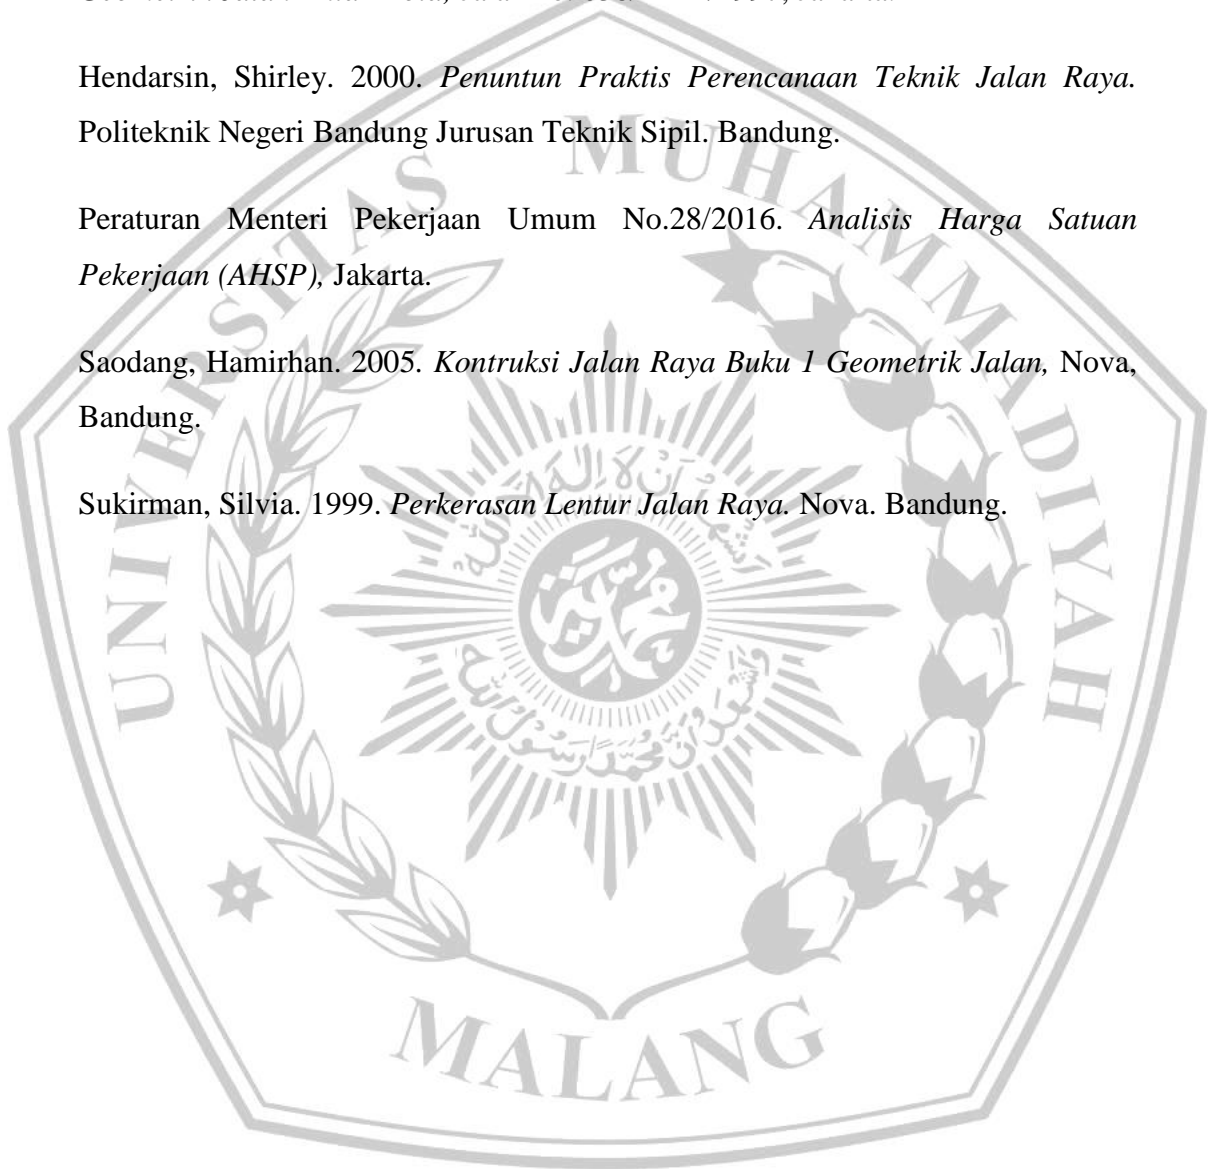 Hendarsin, Shirley. 2000. Penuntun Praktis Perencanaan Teknik Jalan Raya.
Politeknik Negeri Bandung Jurusan Teknik Sipil. Bandung.
Peraturan Menteri Pekerjaan Umum No.28/2016. Analisis Harga Satuan
Pekerjaan (AHSP), Jakarta.
Saodang, Hamirhan. 2005. Kontruksi Jalan Raya Buku 1 Geometrik Jalan, Nova,
Bandung.
Sukirman, Silvia. 1999. Perkerasan Lentur Jalan Raya. Nova. Bandung.
UNIVERSITAS MUHAMMADIYAH
MALANG